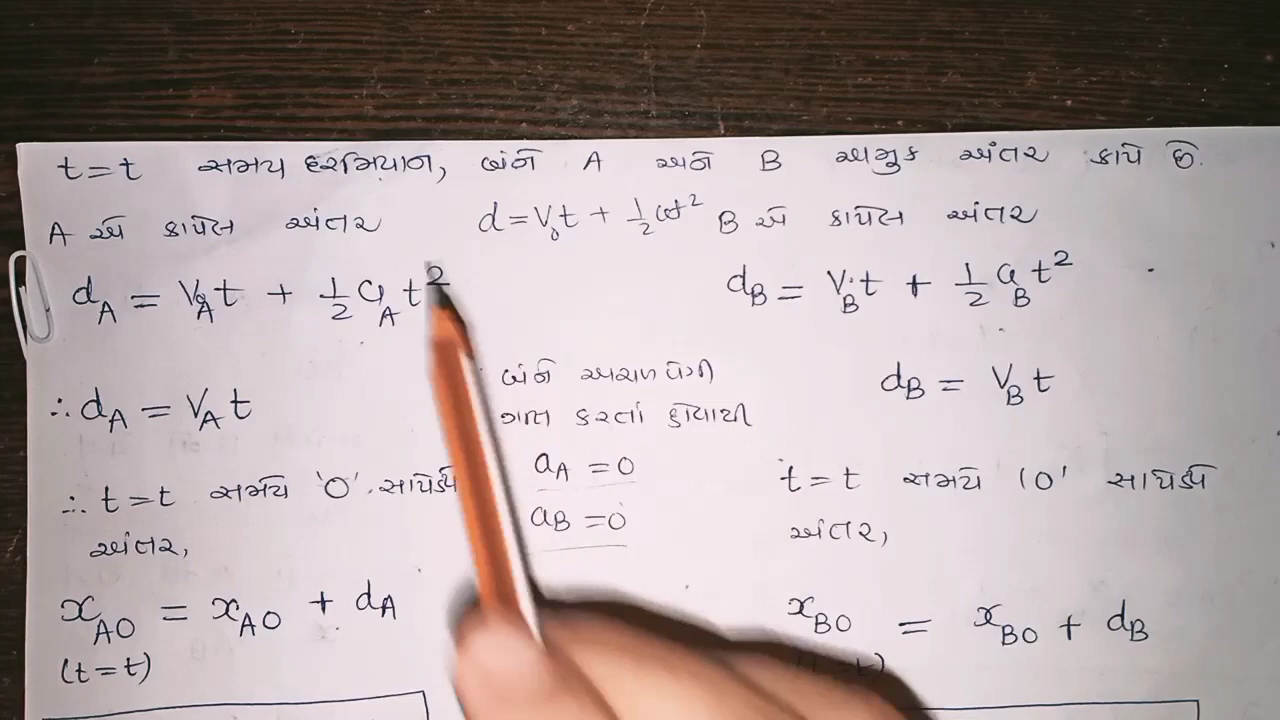 t = t સમય દરમિયાન, બંને A અને B અમુક અંતર કાપે છે.
A એ કાપેલ અંતર d = V₀t + ½at² B એ કાપેલ અંતર
d_A = V_A t + ½ a_A t²
d_B = V_B t + ½ a_B t²
∴ d_A = V_A t
બંને અચળ વેગી
ગતિ કરતાં હોવાથી
a_A = 0
a_B = 0
d_B = V_B t
∴ t = t સમયે 'O' સાપેક્ષ
અંતર,
x_AO = x_AO + d_A
(t = t)
t = t સમયે 'O' સાપેક્ષ
અંતર,
x_BO = x_BO + d_B
(t = t)